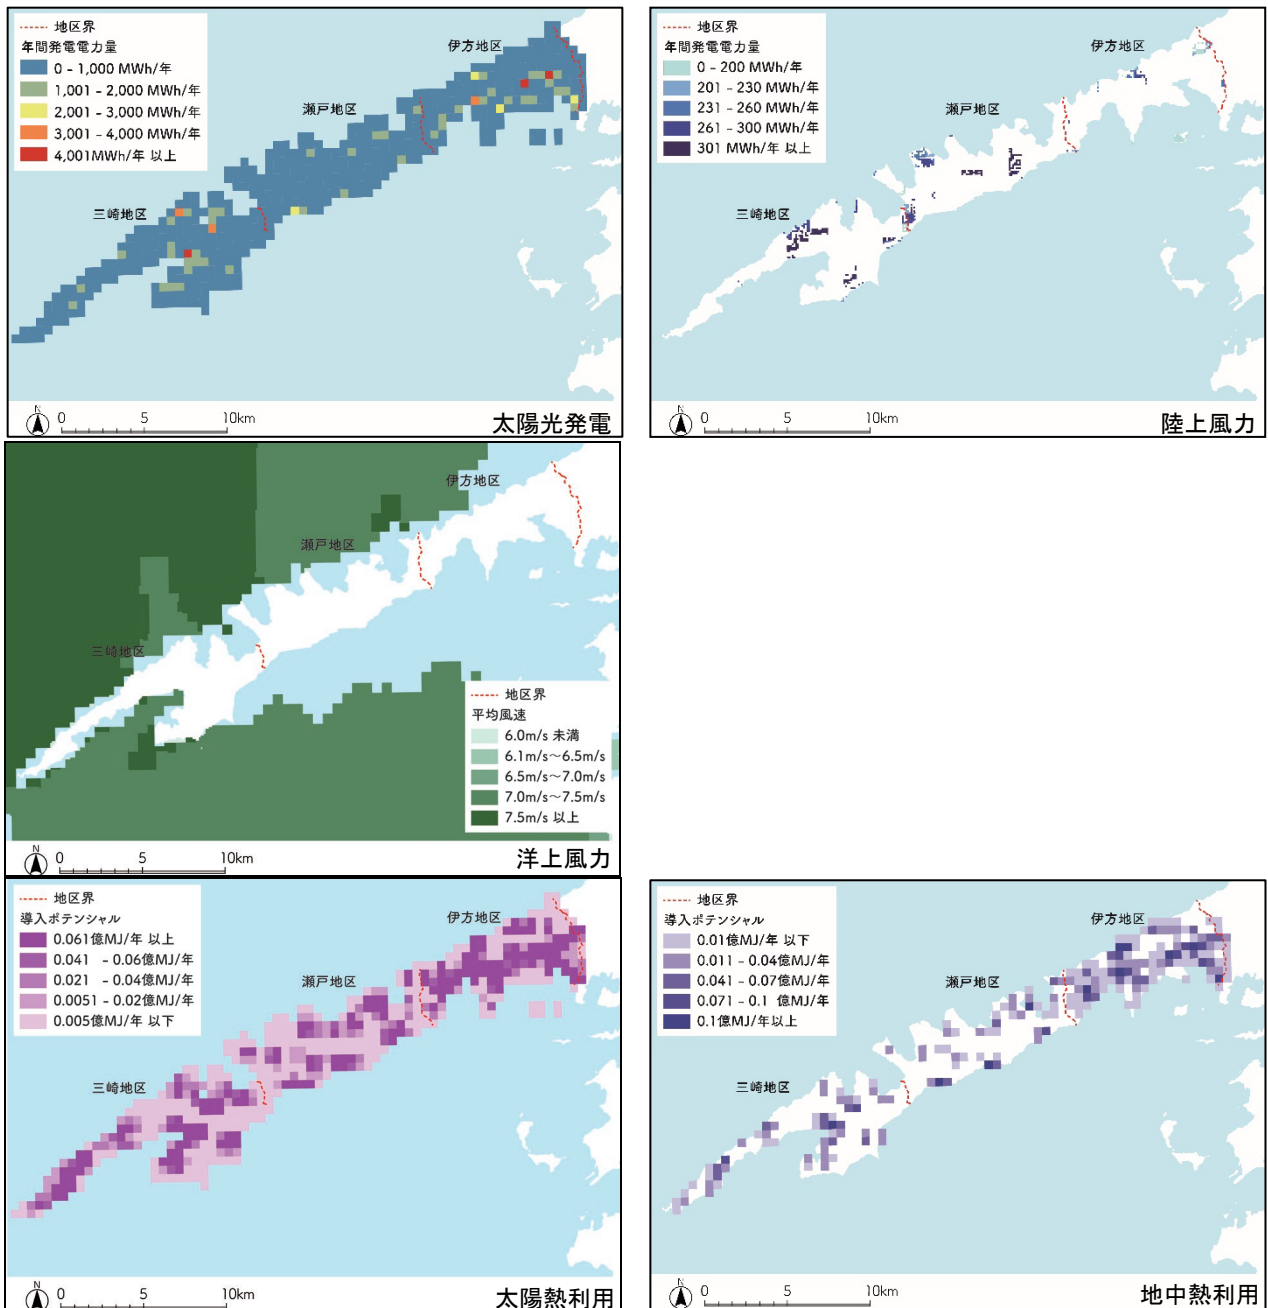 地区界
年間発電電力量
0 - 1,000 MWh/年
1,001 - 2,000 MWh/年
2,001 - 3,000 MWh/年
3,001 - 4,000 MWh/年
4,001MWh/年 以上
伊方地区
瀬戸地区
三崎地区
N
0 5 10km
太陽光発電
地区界
年間発電電力量
0 - 200 MWh/年
201 - 230 MWh/年
231 - 260 MWh/年
261 - 300 MWh/年
301 MWh/年 以上
伊方地区
瀬戸地区
三崎地区
N
0 5 10km
陸上風力
伊方地区
瀬戸地区
三崎地区
地区界
平均風速
6.0m/s 未満
6.1m/s～6.5m/s
6.5m/s～7.0m/s
7.0m/s～7.5m/s
7.5m/s 以上
N
0 5 10km
洋上風力
地区界
導入ポテンシャル
0.061億MJ/年 以上
0.041 - 0.06億MJ/年
0.021 - 0.04億MJ/年
0.0051 - 0.02億MJ/年
0.005億MJ/年 以下
伊方地区
瀬戸地区
三崎地区
N
0 5 10km
太陽熱利用
地区界
導入ポテンシャル
0.01億MJ/年 以下
0.011 - 0.04億MJ/年
0.041 - 0.07億MJ/年
0.071 - 0.1 億MJ/年
0.1億MJ/年以上
伊方地区
瀬戸地区
三崎地区
N
0 5 10km
地中熱利用